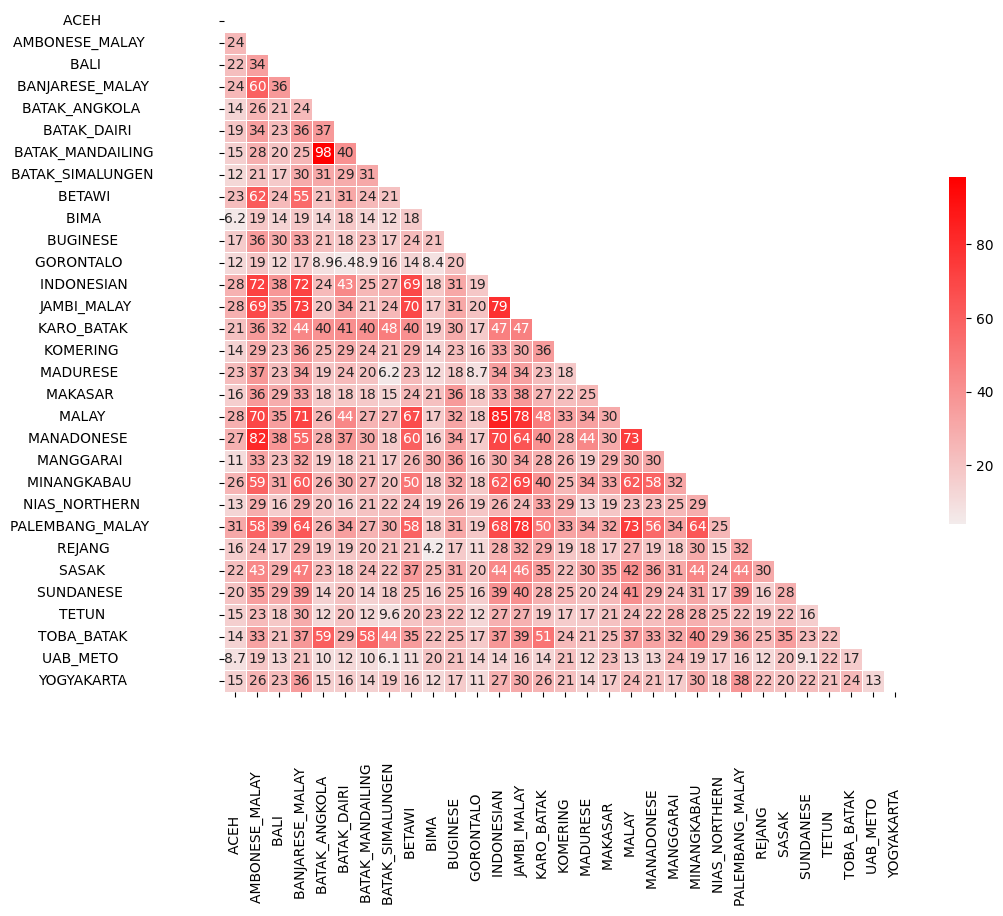 ACEH
AMBONESE_MALAY 24
BALI 22 34
BANJARESE_MALAY 24 60 36
BATAK_ANGKOLA 14 26 21 24
BATAK_DAIRI 19 34 23 36 37
BATAK_MANDAILING 15 28 20 25 98 40
BATAK_SIMALUNGEN 12 21 17 30 31 29 31
BETAWI 23 62 24 55 21 31 24 21
BIMA 6.2 19 14 19 14 18 14 12 18
BUGINESE 17 36 30 33 21 18 23 17 24 21
GORONTALO 12 19 12 17 8.9 6.4 8.9 16 14 8.4 20
INDONESIAN 28 72 38 72 24 43 25 27 69 18 31 19
JAMBI_MALAY 28 69 35 73 20 34 21 24 70 17 31 20 79
KARO_BATAK 21 36 32 44 40 41 40 48 40 19 30 17 47 47
KOMERING 14 29 23 36 25 29 24 21 29 14 23 16 33 30 36
MADURESE 23 37 23 34 19 24 20 6.2 23 12 18 8.7 34 34 23 18
MAKASAR 16 36 29 33 18 18 18 15 24 21 36 18 33 38 27 22 25
MALAY 28 70 35 71 26 44 27 27 67 17 32 18 85 78 48 33 34 30
MANADONESE 27 82 38 55 28 37 30 18 60 16 34 17 70 64 40 28 44 30 73
MANGGARAI 11 33 23 32 19 18 21 17 26 30 36 16 30 34 28 26 19 29 30 30
MINANGKABAU 26 59 31 60 26 30 27 20 50 18 32 18 62 69 40 25 34 33 62 58 32
NIAS_NORTHERN 13 29 16 29 20 16 21 22 24 19 26 19 26 24 33 29 13 19 23 23 25 29
PALEMBANG_MALAY 31 58 39 64 26 34 27 30 58 18 31 19 68 78 50 33 34 32 73 56 34 64 25
REJANG 16 24 17 29 19 19 20 21 21 4.2 17 11 28 32 29 19 18 17 27 19 18 30 15 32
SASAK 22 43 29 47 23 18 24 22 37 25 31 20 44 46 35 22 30 35 42 36 31 44 24 44 30
SUNDANESE 20 35 29 39 14 20 14 18 25 16 25 16 39 40 28 25 20 24 41 29 24 31 17 39 16 28
TETUN 15 23 18 30 12 20 12 9.6 20 23 22 12 27 27 19 17 17 21 24 22 28 28 25 22 19 22 16
TOBA_BATAK 14 33 21 37 59 29 58 44 35 22 25 17 37 39 51 24 21 25 37 33 32 40 29 36 25 35 23 22
UAB_METO 8.7 19 13 21 10 12 10 6.1 11 20 21 14 14 16 14 21 12 23 13 13 24 19 17 16 12 20 9.1 22 17
YOGYAKARTA 15 26 23 36 15 16 14 19 16 12 17 11 27 30 26 21 14 17 24 21 17 30 18 38 22 22 22 21 24 13
ACEH
AMBONESE_MALAY
BALI
BANJARESE_MALAY
BATAK_ANGKOLA
BATAK_DAIRI
BATAK_MANDAILING
BATAK_SIMALUNGEN
BETAWI
BIMA
BUGINESE
GORONTALO
INDONESIAN
JAMBI_MALAY
KARO_BATAK
KOMERING
MADURESE
MAKASAR
MALAY
MANADONESE
MANGGARAI
MINANGKABAU
NIAS_NORTHERN
PALEMBANG_MALAY
REJANG
SASAK
SUNDANESE
TETUN
TOBA_BATAK
UAB_METO
YOGYAKARTA
80
60
40
20